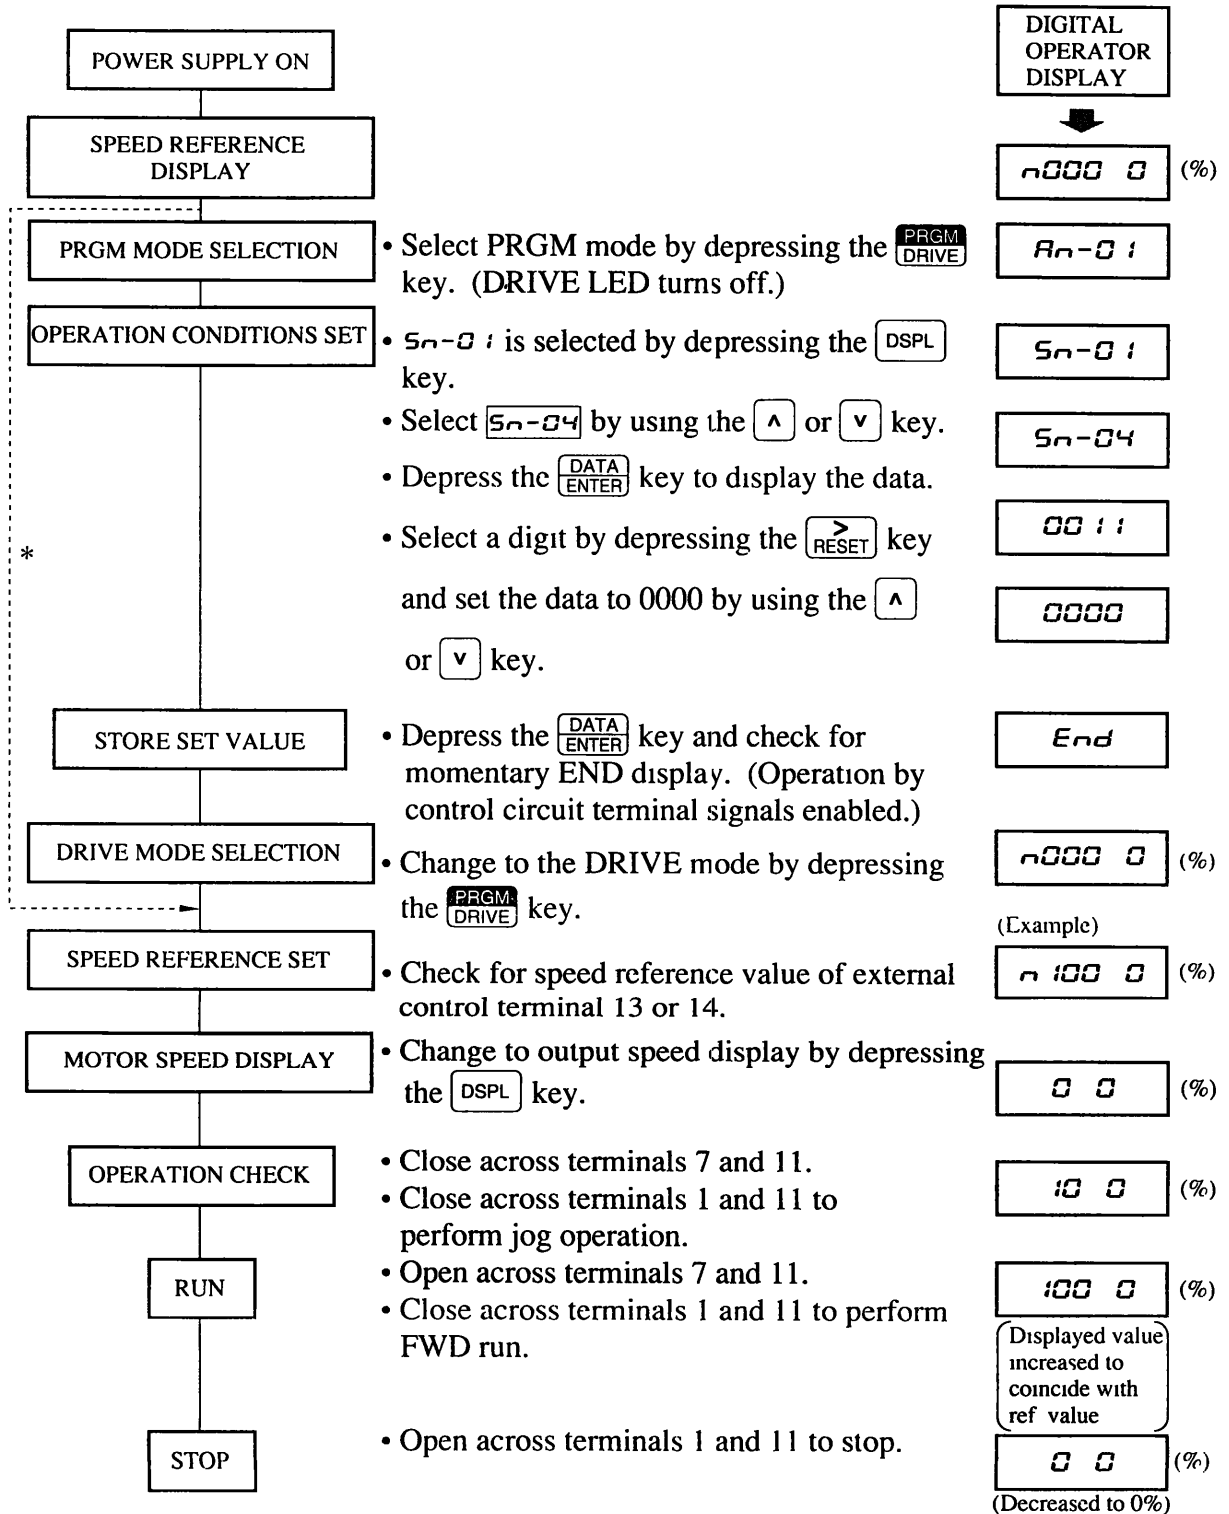 DIGITAL
OPERATOR
DISPLAY
POWER SUPPLY ON
SPEED REFERENCE
DISPLAY
n000 0 (%)
PRGM MODE SELECTION
• Select PRGM mode by depressing the PRGM DRIVE
key. (DRIVE LED turns off.)
An-01
OPERATION CONDITIONS SET
• Sn-01 is selected by depressing the DSPL
key.
Sn-01
• Select Sn-04 by using the ∧ or ∨ key.
Sn-04
• Depress the DATA ENTER key to display the data.
0011
• Select a digit by depressing the > RESET key
and set the data to 0000 by using the ∧
or ∨ key.
0000
*
STORE SET VALUE
• Depress the DATA ENTER key and check for
momentary END display. (Operation by
control circuit terminal signals enabled.)
End
DRIVE MODE SELECTION
• Change to the DRIVE mode by depressing
the PRGM DRIVE key.
n000 0 (%)
(Example)
SPEED REFERENCE SET
• Check for speed reference value of external
control terminal 13 or 14.
n 100 0 (%)
MOTOR SPEED DISPLAY
• Change to output speed display by depressing
the DSPL key.
0 0 (%)
OPERATION CHECK
• Close across terminals 7 and 11.
• Close across terminals 1 and 11 to
perform jog operation.
10 0 (%)
RUN
• Open across terminals 7 and 11.
• Close across terminals 1 and 11 to perform
FWD run.
100 0 (%)
Displayed value
increased to
coincide with
ref value
STOP
• Open across terminals 1 and 11 to stop.
0 0 (%)
(Decreased to 0%)